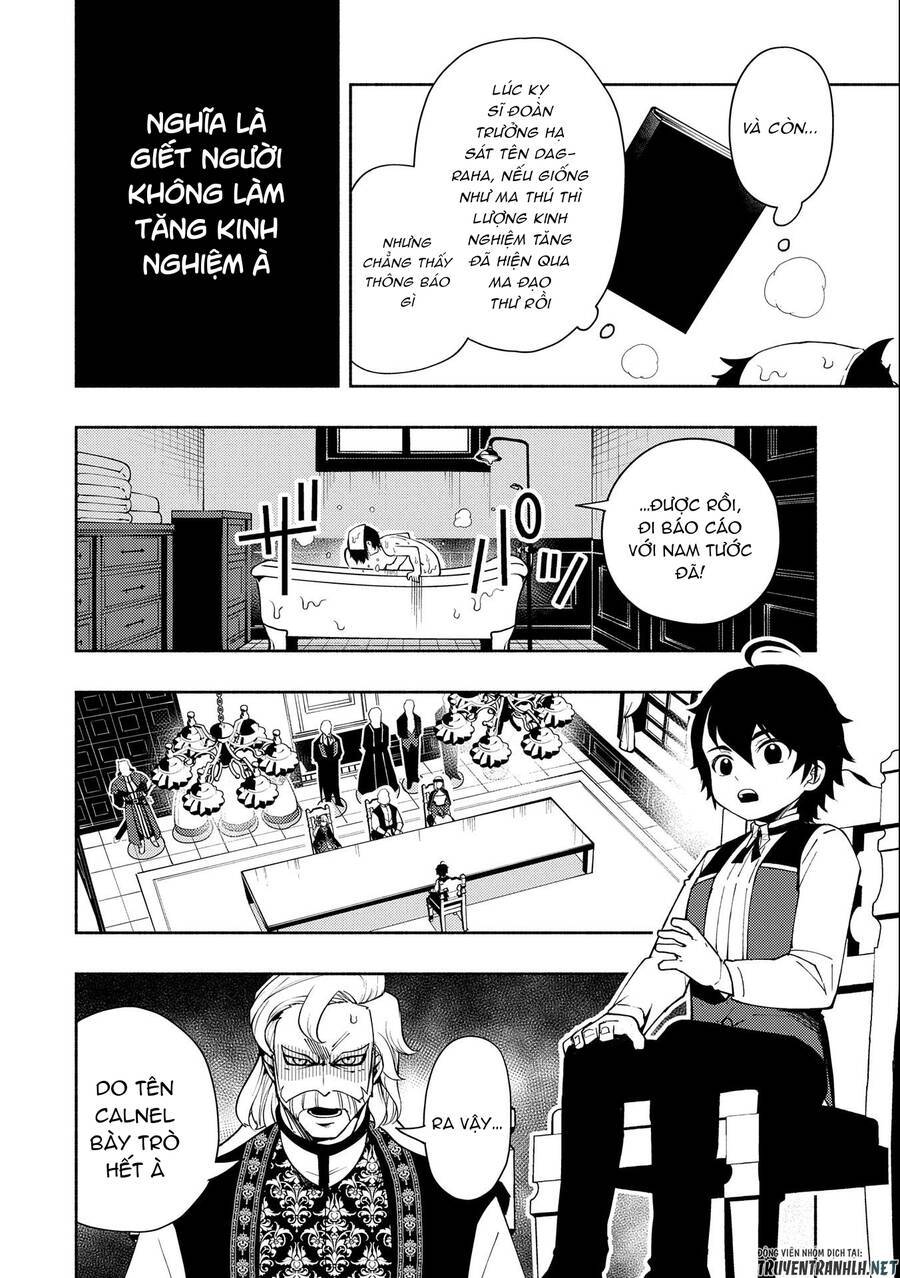 VÀ CÒN...
LÚC KỴ
SĨ ĐOÀN
TRƯỞNG HẠ
SÁT TÊN DAG-
RAHA, NẾU GIỐNG
NHƯ MA THÚ THÌ
LƯỢNG KINH
NGHIỆM TĂNG
ĐÃ HIỆN QUA
MA ĐẠO
THƯ RỒI
NHƯNG
CHẲNG THẤY
THÔNG BÁO
GÌ
NGHĨA LÀ
GIẾT NGƯỜI
KHÔNG LÀM
TĂNG KINH
NGHIỆM À
...ĐƯỢC RỒI,
ĐI BÁO CÁO
VỚI NAM TƯỚC
ĐÃ!
RA VẬY...
DO TÊN
CALNEL
BÀY TRÒ
HẾT À
ĐỘNG VIÊN NHÓM DỊCH TẠI:
TRUYENTRANHLH.NET